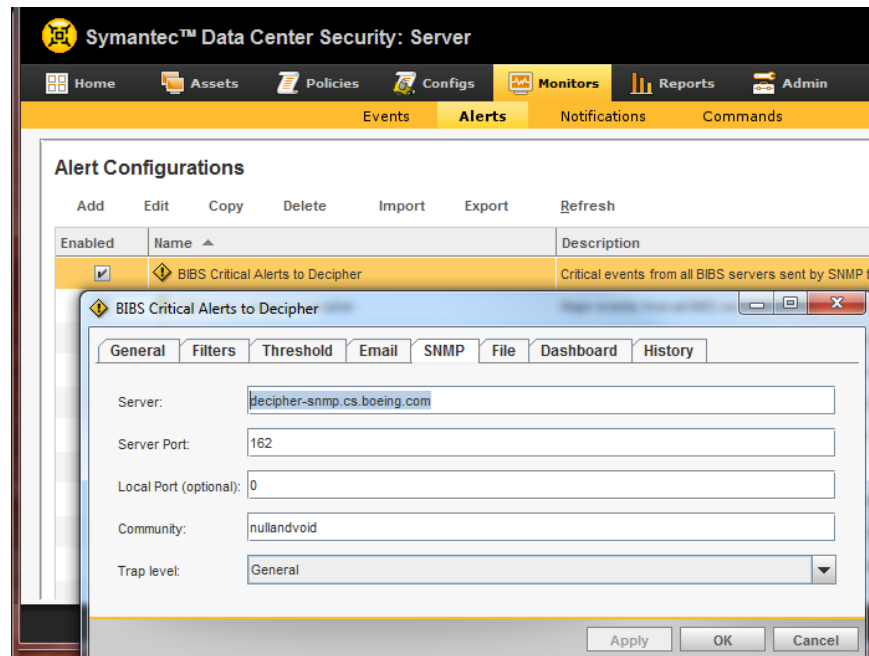 Symantec™ Data Center Security: Server
Home Assets Policies Configs Monitors Reports Admin
Events Alerts Notifications Commands
Alert Configurations
Add Edit Copy Delete Import Export Refresh
Enabled Name Description
BIBS Critical Alerts to Decipher Critical events from all BIBS servers sent by SNMP
BIBS Critical Alerts to Decipher
General Filters Threshold Email SNMP File Dashboard History
Server: decipher-snmp.cs.boeing.com
Server Port: 162
Local Port (optional): 0
Community: nullandvoid
Trap level: General
Apply OK Cancel